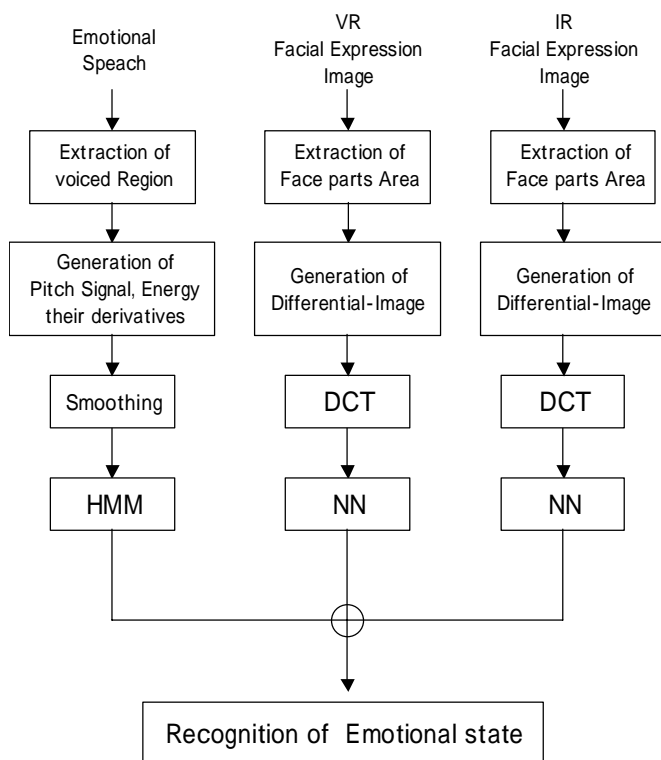 Emotional
Speach
VR
Facial Expression
Image
IR
Facial Expression
Image
Extraction of
voiced Region
Extraction of
Face parts Area
Extraction of
Face parts Area
Generation of
Pitch Signal, Energy
their derivatives
Generation of
Differential-Image
Generation of
Differential-Image
Smoothing
DCT
DCT
HMM
NN
NN
Recognition of Emotional state